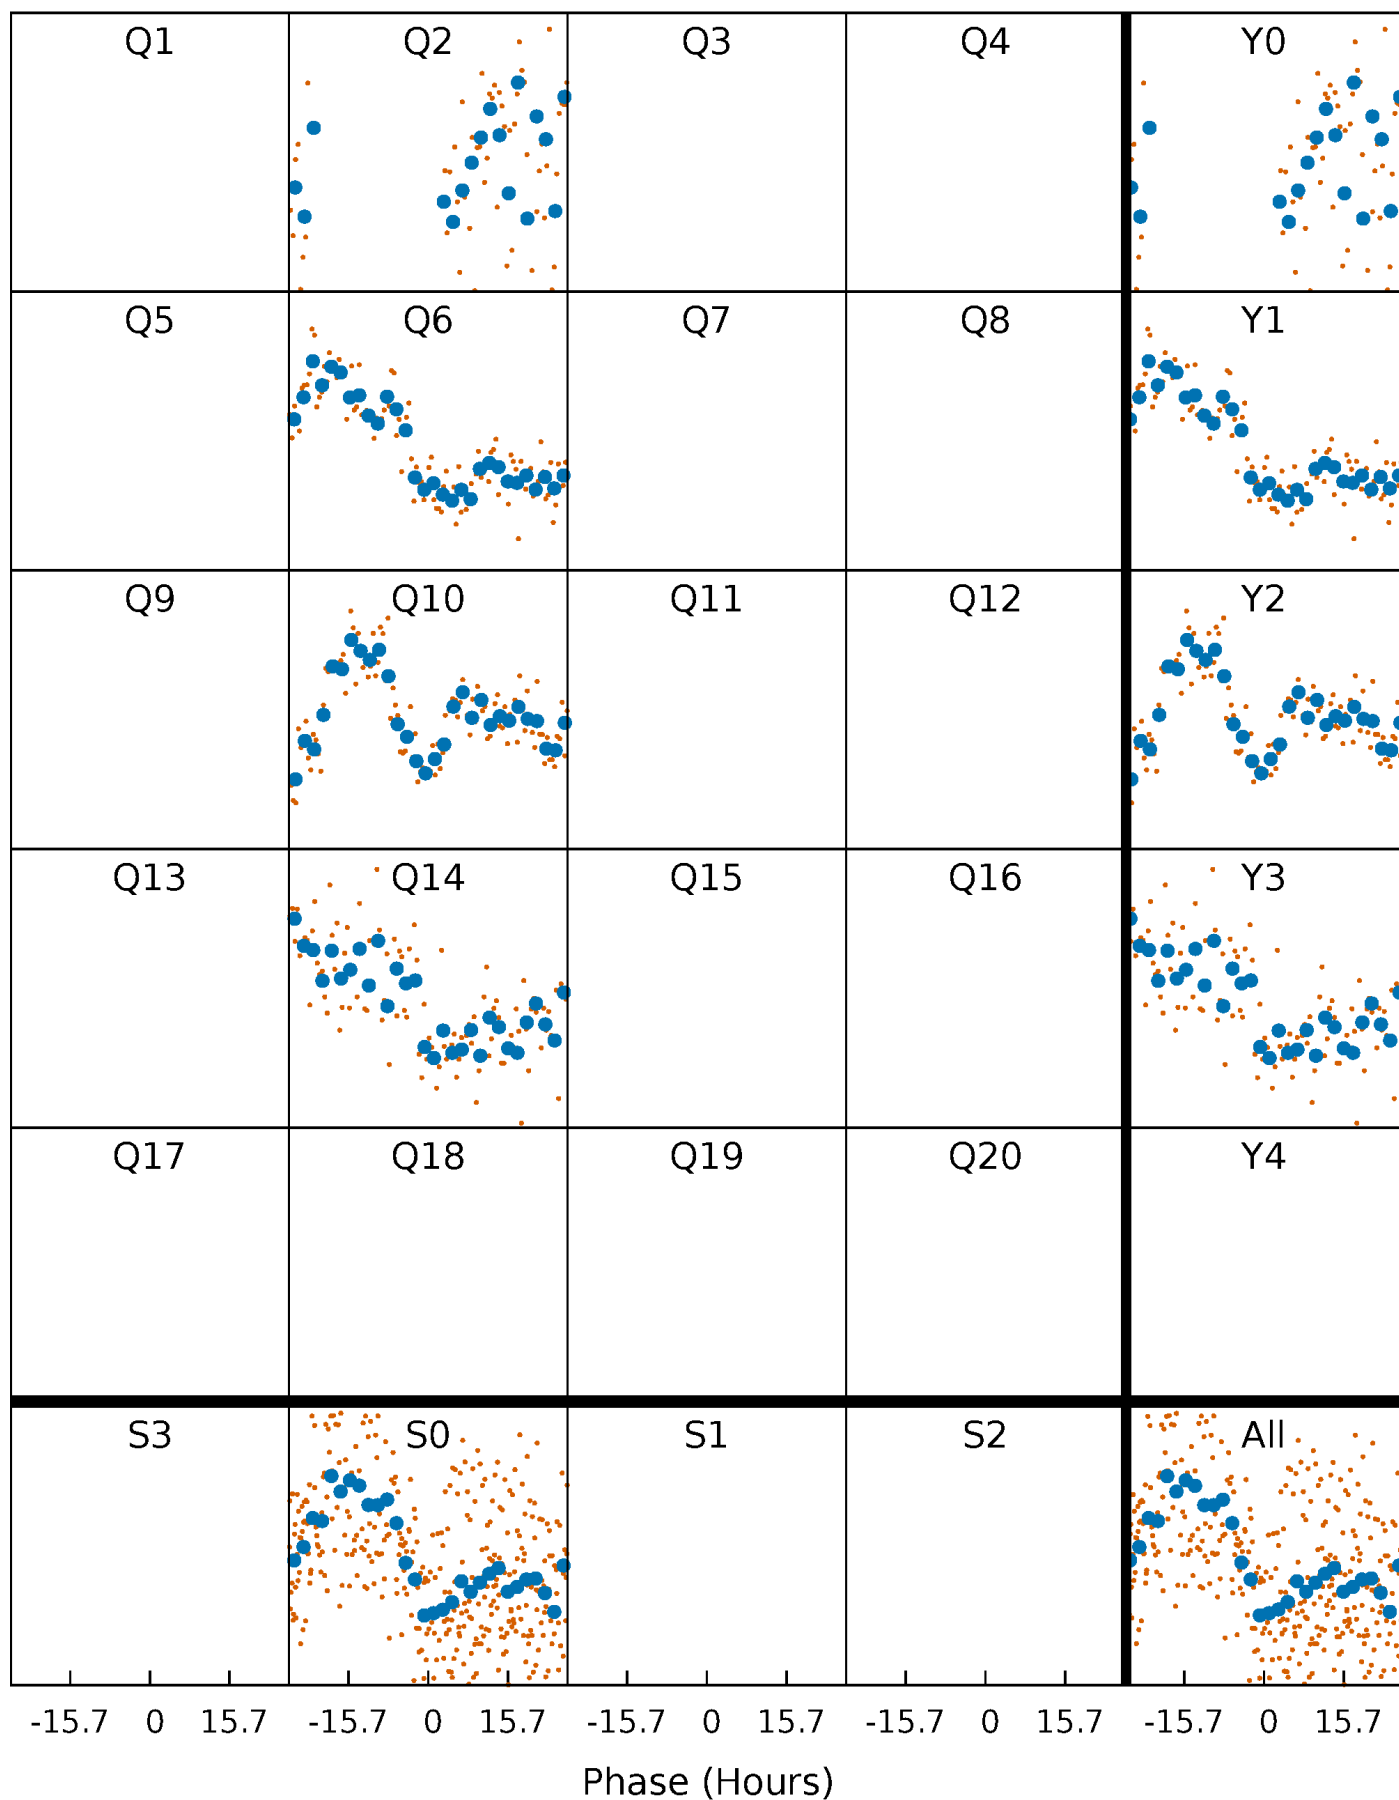 Q1 Q2 Q3 Q4 Y0
Q5 Q6 Q7 Q8 Y1
Q9 Q10 Q11 Q12 Y2
Q13 Q14 Q15 Q16 Y3
Q17 Q18 Q19 Q20 Y4
S3 S0 S1 S2 All
-15.7 0 15.7 -15.7 0 15.7 -15.7 0 15.7 -15.7 0 15.7 -15.7 0 15.7
Phase (Hours)